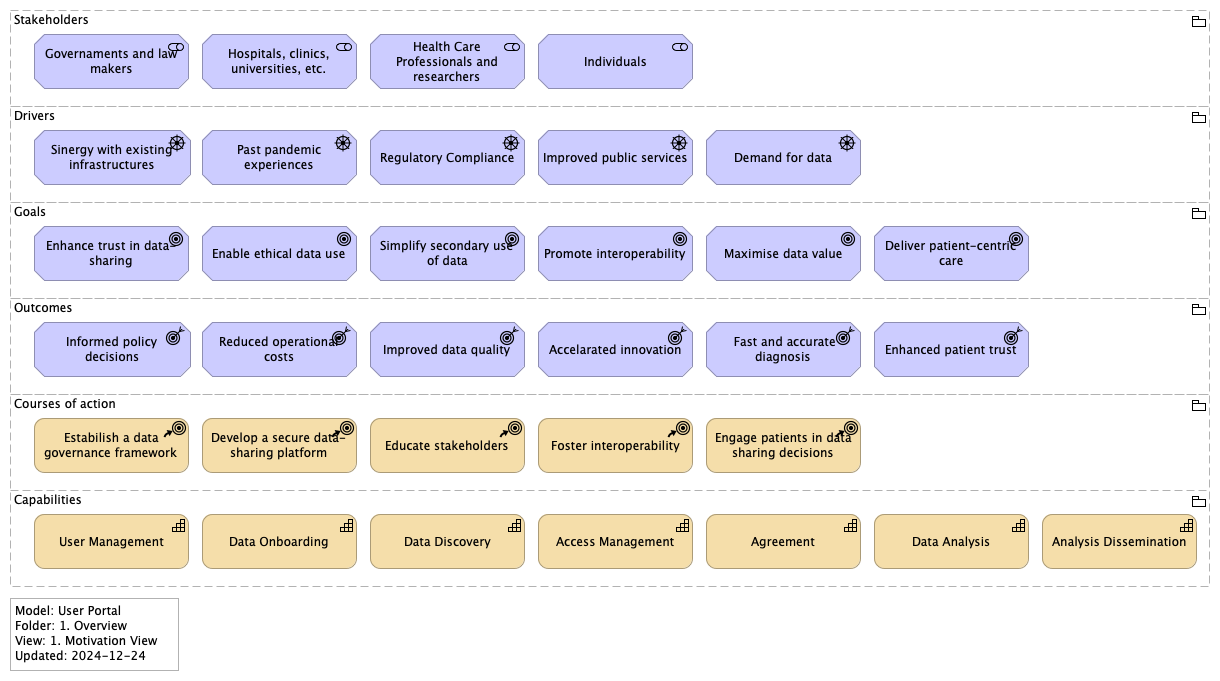 Stakeholders
Governaments and law
makers
Hospitals, clinics,
universities, etc.
Health Care
Professionals and
researchers
Individuals
Drivers
Sinergy with existing
infrastructures
Past pandemic
experiences
Regulatory Compliance
Improved public services
Demand for data
Goals
Enhance trust in data-
sharing
Enable ethical data use
Simplify secondary use
of data
Promote interoperability
Maximise data value
Deliver patient-centric
care
Outcomes
Informed policy
decisions
Reduced operational
costs
Improved data quality
Accelarated innovation
Fast and accurate
diagnosis
Enhanced patient trust
Courses of action
Estabilish a data
governance framework
Develop a secure data-
sharing platform
Educate stakeholders
Foster interoperability
Engage patients in data
sharing decisions
Capabilities
User Management
Data Onboarding
Data Discovery
Access Management
Agreement
Data Analysis
Analysis Dissemination
Model: User Portal
Folder: 1. Overview
View: 1. Motivation View
Updated: 2024-12-24